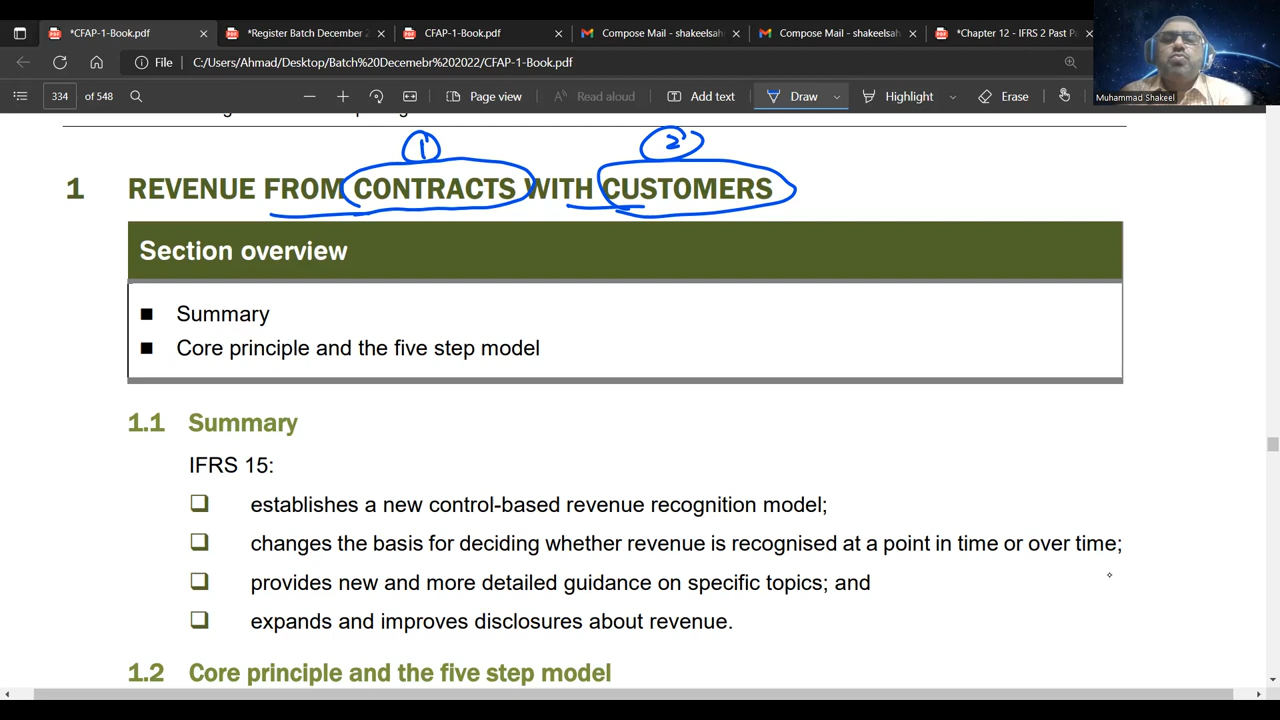 *CFAP-1-Book.pdf
*Register Batch December 2022
CFAP-1-Book.pdf
Compose Mail - shakeelsah
Compose Mail - shakeelsah
*Chapter 12 - IFRS 2 Past Pa
File
C:/Users/Ahmad/Desktop/Batch%20Decemebr%202022/CFAP-1-Book.pdf
334 of 548
Page view
Read aloud
Add text
Draw
Highlight
Erase
Muhammad Shakeel
1 2
1 REVENUE FROM CONTRACTS WITH CUSTOMERS
Section overview
Summary
Core principle and the five step model
1.1 Summary
IFRS 15:
establishes a new control-based revenue recognition model;
changes the basis for deciding whether revenue is recognised at a point in time or over time;
provides new and more detailed guidance on specific topics; and
expands and improves disclosures about revenue.
1.2 Core principle and the five step model